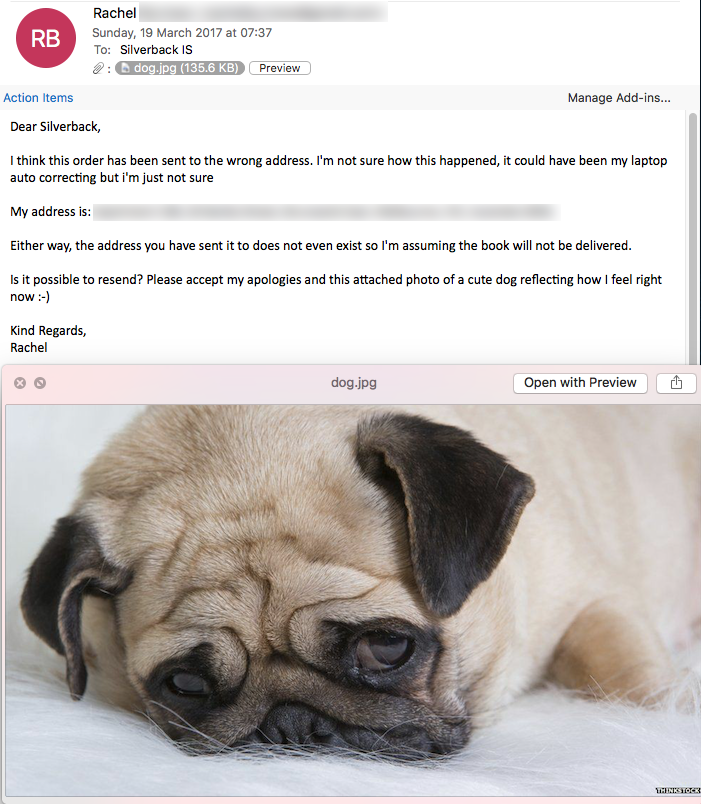 RB
Rachel
Sunday, 19 March 2017 at 07:37
To: Silverback IS
: dog.jpg (135.6 KB) Preview
Action Items Manage Add-ins...
Dear Silverback,
I think this order has been sent to the wrong address. I'm not sure how this happened, it could have been my laptop
auto correcting but i'm just not sure
My address is:
Either way, the address you have sent it to does not even exist so I'm assuming the book will not be delivered.
Is it possible to resend? Please accept my apologies and this attached photo of a cute dog reflecting how I feel right
now :-)
Kind Regards,
Rachel
dog.jpg Open with Preview
THINKSTOCK